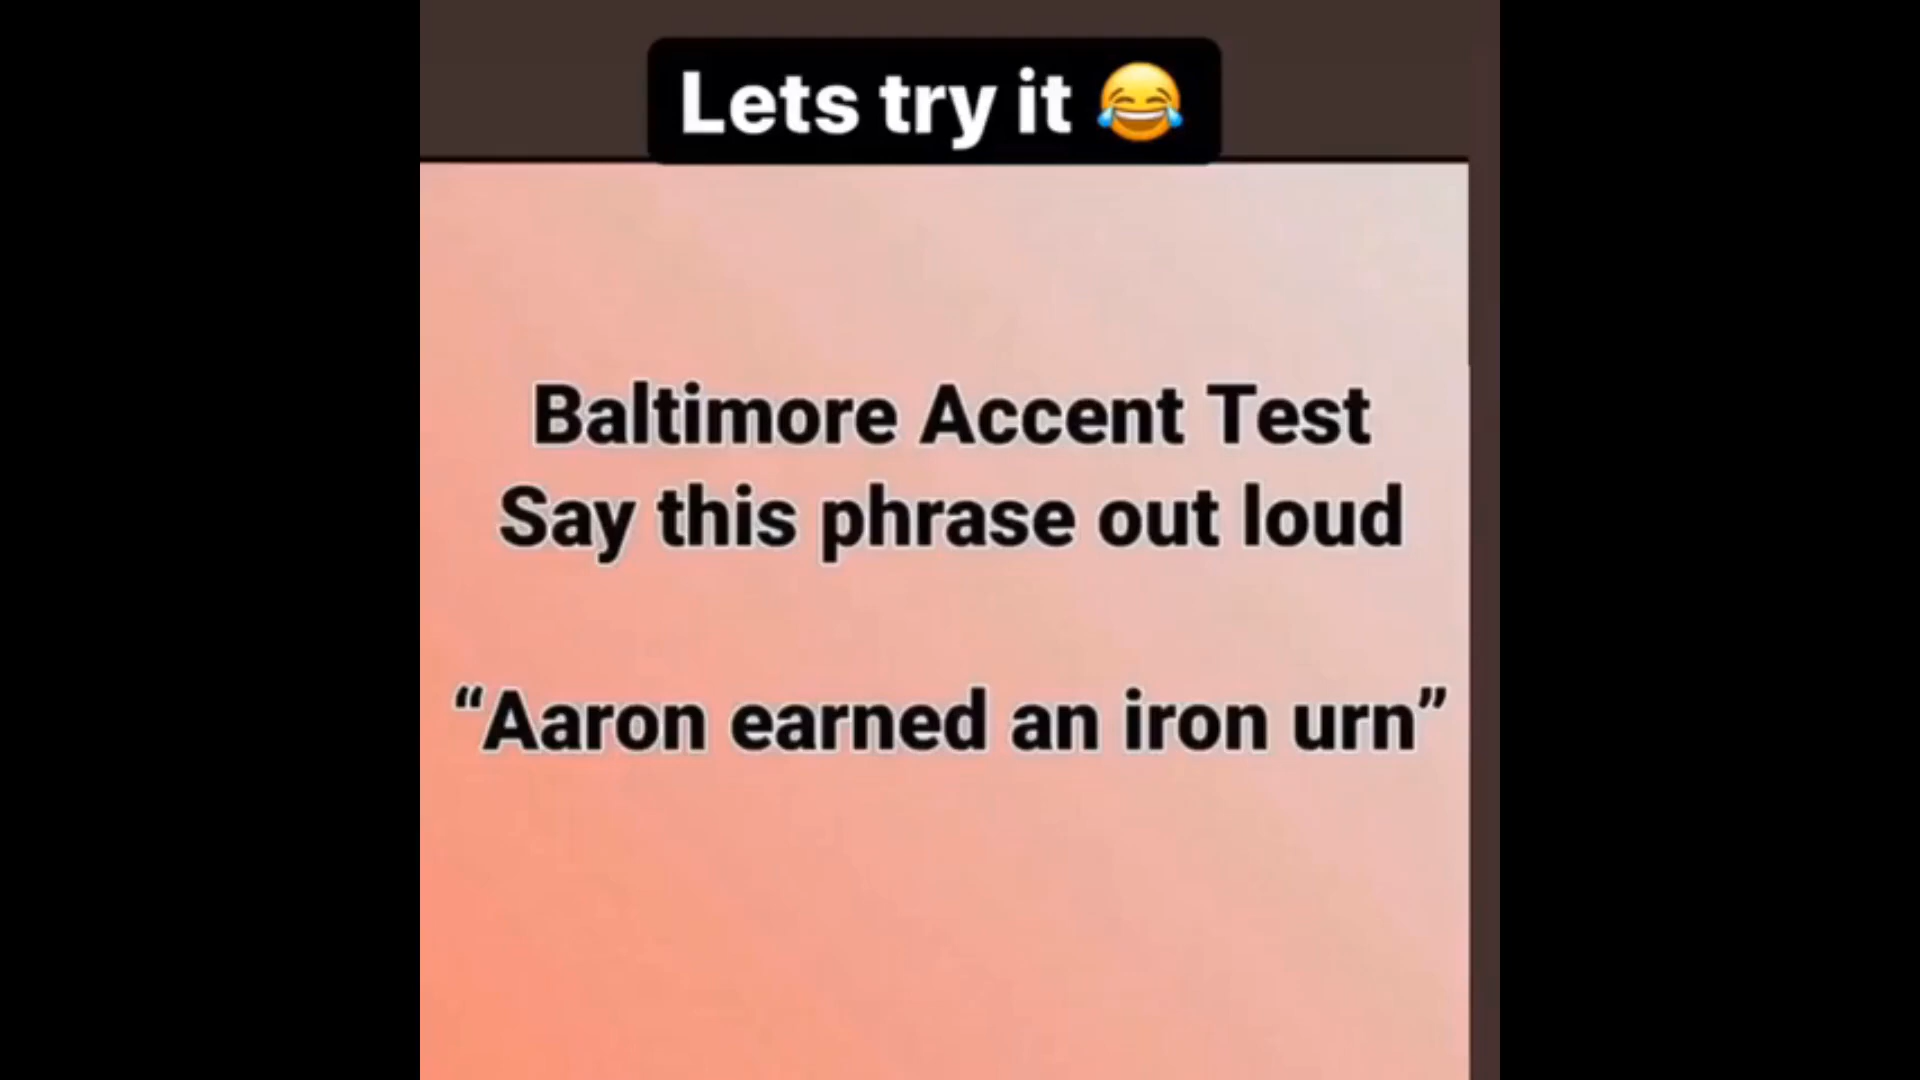 Lets try it 😂
Baltimore Accent Test
Say this phrase out loud
“Aaron earned an iron urn”